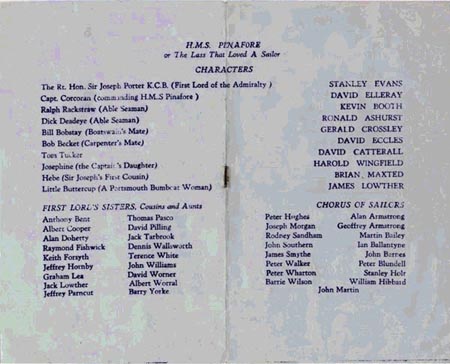 H.M.S. PINAFORE
or The Lass That Loved A Sailor
CHARACTERS
The Rt. Hon. Sir Joseph Porter K.C.B. (First Lord of the Admiralty) STANLEY EVANS
Capt. Corcoran (commanding H.M.S Pinafore) DAVID ELLERAY
Ralph Rackstraw (Able Seaman) KEVIN BOOTH
Dick Deadeye (Able Seaman) RONALD ASHURST
Bill Bobstay (Boatswain's Mate) GERALD CROSSLEY
Bob Becket (Carpenter's Mate) DAVID ECCLES
Tom Tucker DAVID CATTERALL
Josephine (the Captain's Daughter) HAROLD WINGFIELD
Hebe (Sir Joseph's First Cousin) BRIAN MAXTED
Little Buttercup (A Portsmouth Bumboat Woman) JAMES LOWTHER
FIRST LORD'S SISTERS, Cousins and Aunts
Anthony Bent Thomas Pasco
Albert Cooper David Pilling
Alan Doherty Jack Tarbrook
Raymond Fishwick Dennis Wallsworth
Keith Forsyth Terence White
Jeffrey Hornby John Williams
Graham Lea David Worner
Jack Lowther Albert Worral
Jeffrey Parncut Barry Yorke
CHORUS OF SAILORS
Peter Hughes Alan Armstrong
Joseph Morgan Geoffrey Armstrong
Rodney Sandham Martin Bailey
John Southern Ian Ballantyne
James Smythe John Barnes
Peter Walker Peter Blundell
Peter Wharton Stanley Holt
Barrie Wilson William Hibbard
John Martin